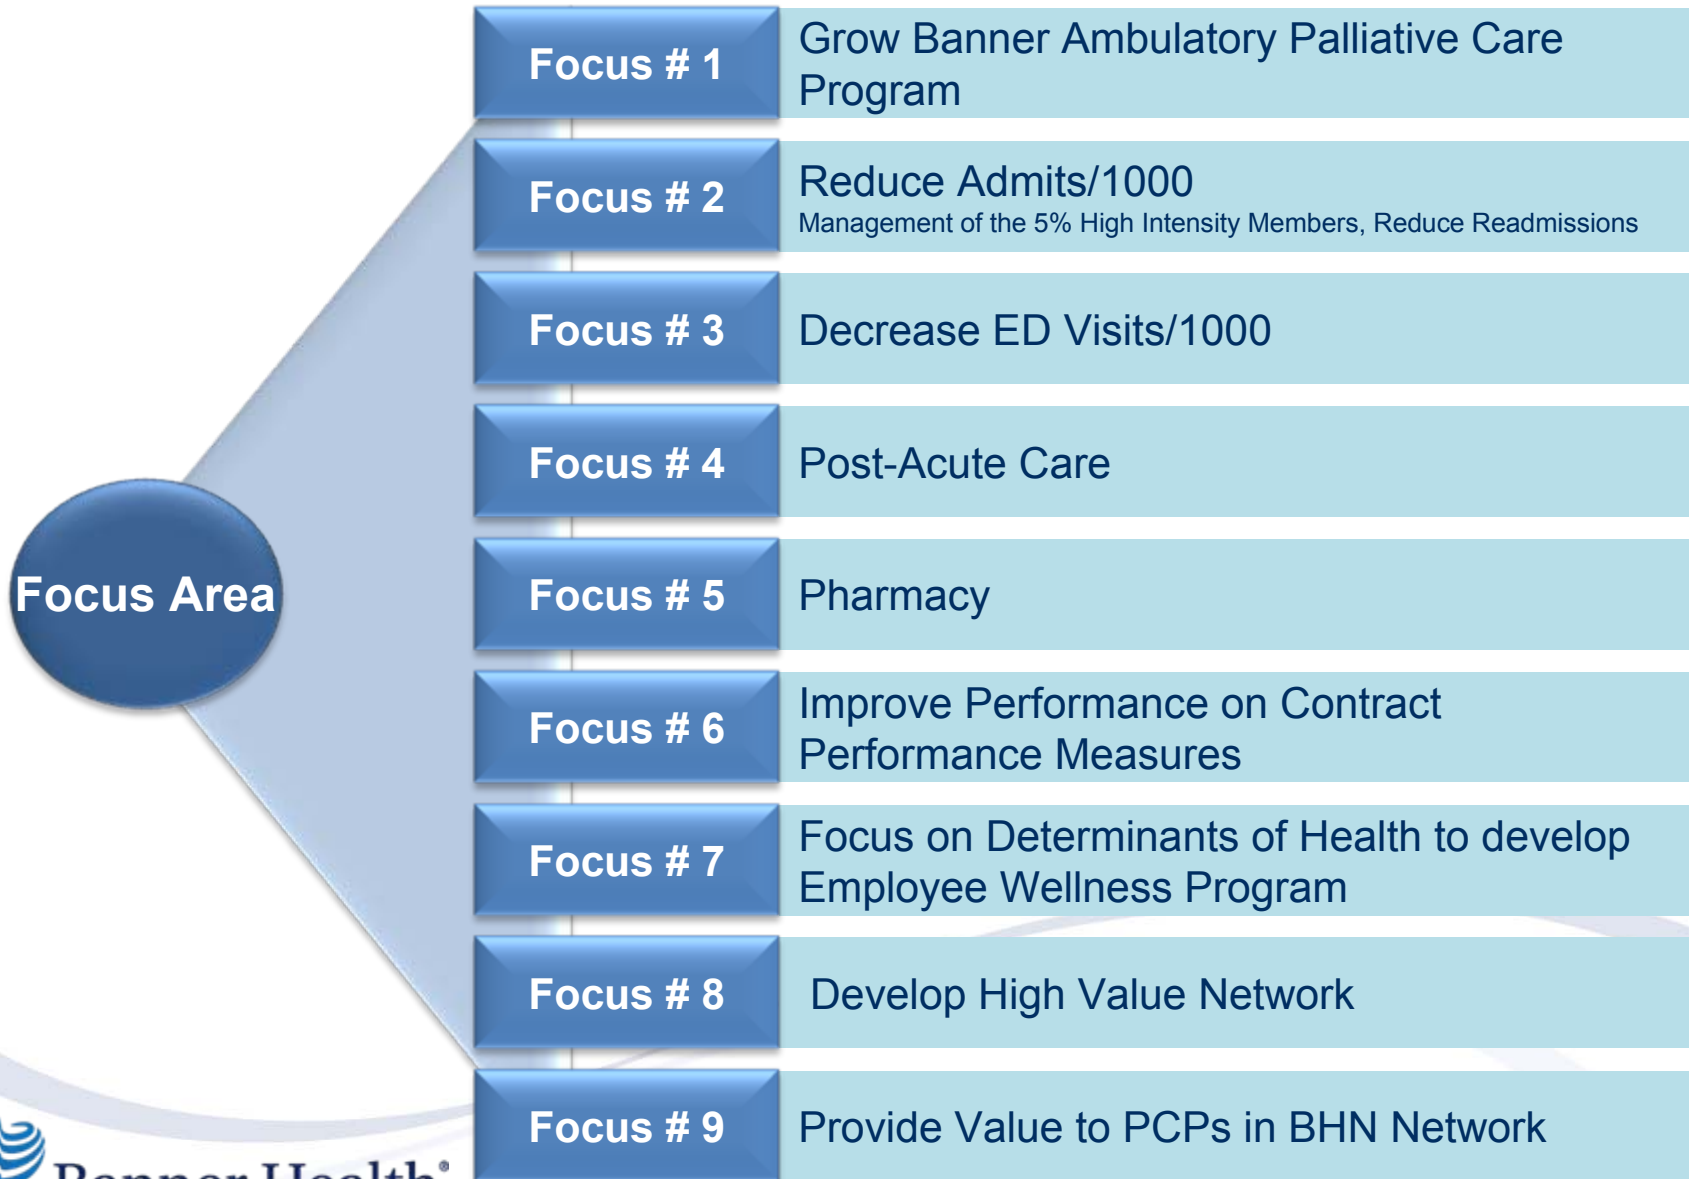 Focus Area
Focus # 1
Grow Banner Ambulatory Palliative Care
Program
Focus # 2
Reduce Admits/1000
Management of the 5% High Intensity Members, Reduce Readmissions
Focus # 3
Decrease ED Visits/1000
Focus # 4
Post-Acute Care
Focus # 5
Pharmacy
Focus # 6
Improve Performance on Contract
Performance Measures
Focus # 7
Focus on Determinants of Health to develop
Employee Wellness Program
Focus # 8
Develop High Value Network
Focus # 9
Provide Value to PCPs in BHN Network
Banner Health®